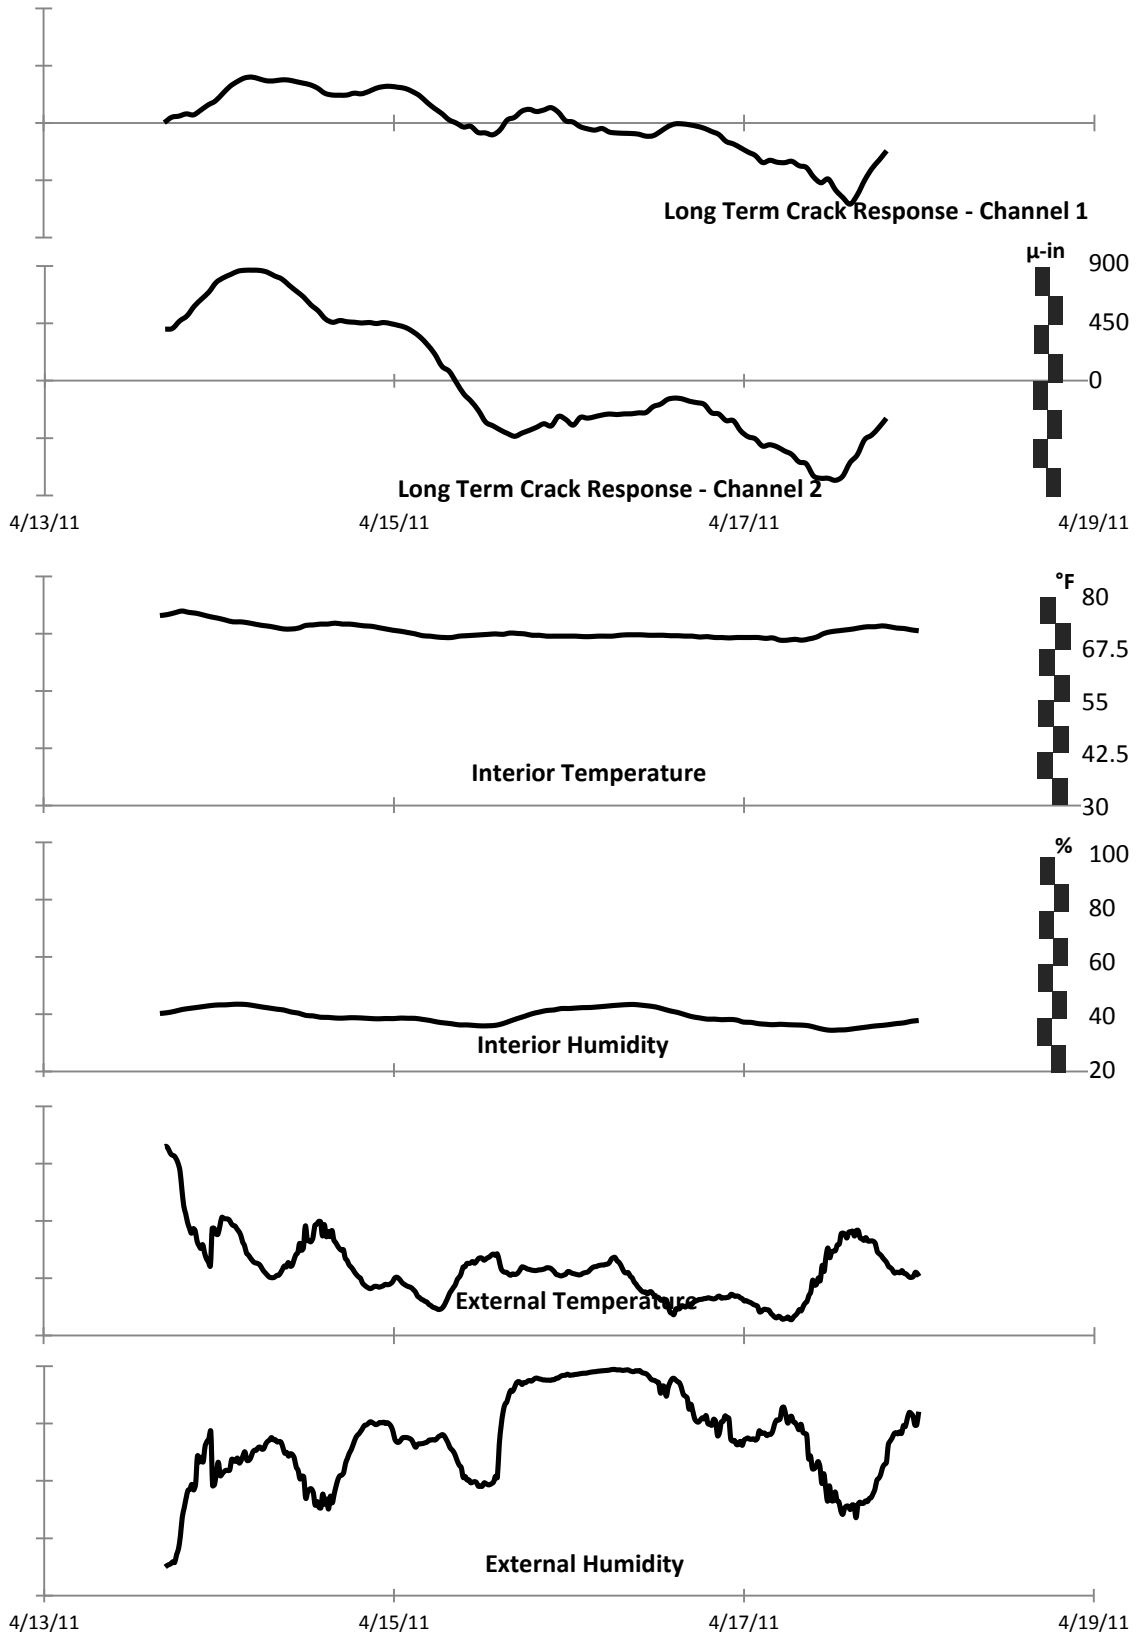 Long Term Crack Response - Channel 1
µ-in
900
450
0
Long Term Crack Response - Channel 2
4/13/11 4/15/11 4/17/11 4/19/11
°F
80
67.5
55
42.5
Interior Temperature
30
%
100
80
60
40
Interior Humidity
20
External Temperature
External Humidity
4/13/11 4/15/11 4/17/11 4/19/11